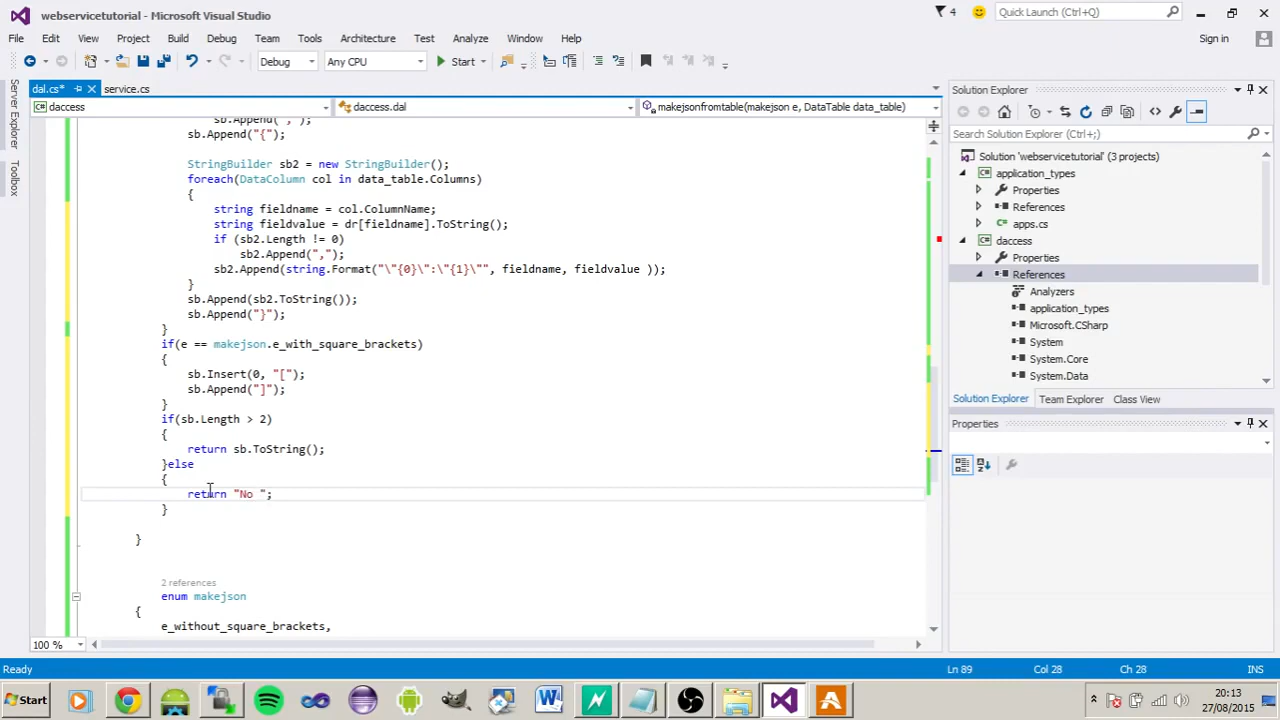 webservicetutorial - Microsoft Visual Studio
4
Quick Launch (Ctrl+Q)
File Edit View Project Build Debug Team Tools Architecture Test Analyze Window Help
Sign in
Debug Any CPU Start
Server Explorer
Toolbox
dal.cs* service.cs
daccess daccess.dal makejsonfromtable(makejson e, DataTable data_table)
sb.Append(",");
sb.Append("{");
StringBuilder sb2 = new StringBuilder();
foreach(DataColumn col in data_table.Columns)
{
string fieldname = col.ColumnName;
string fieldvalue = dr[fieldname].ToString();
if (sb2.Length != 0)
sb2.Append(",");
sb2.Append(string.Format("\"{0}\":\"{1}\"", fieldname, fieldvalue ));
}
sb.Append(sb2.ToString());
sb.Append("}");
}
if(e == makejson.e_with_square_brackets)
{
sb.Insert(0, "[");
sb.Append("]");
}
if(sb.Length > 2)
{
return sb.ToString();
}else
{
return "No ";
}
}
2 references
enum makejson
{
e_without_square_brackets,
100 %
Solution Explorer
Search Solution Explorer (Ctrl+;)
Solution 'webservicetutorial' (3 projects)
application_types
Properties
References
apps.cs
daccess
Properties
References
Analyzers
application_types
Microsoft.CSharp
System
System.Core
System.Data
Solution Explorer Team Explorer Class View
Properties
Ready Ln 89 Col 28 Ch 28 INS
Start
20:13
27/08/2015